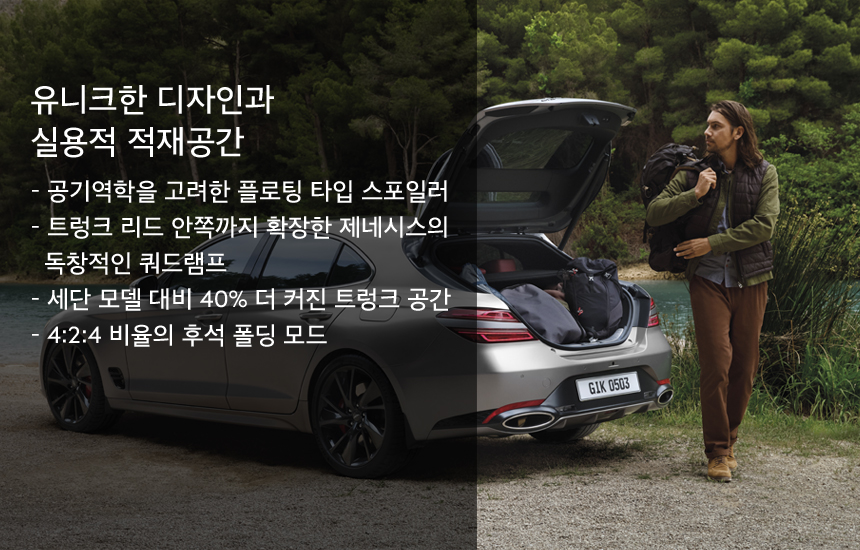 유니크한 디자인과
실용적 적재공간
- 공기역학을 고려한 플로팅 타입 스포일러
- 트렁크 리드 안쪽까지 확장한 제네시스의
독창적인 쿼드램프
- 세단 모델 대비 40% 더 커진 트렁크 공간
- 4:2:4 비율의 후석 폴딩 모드
GIK 0503